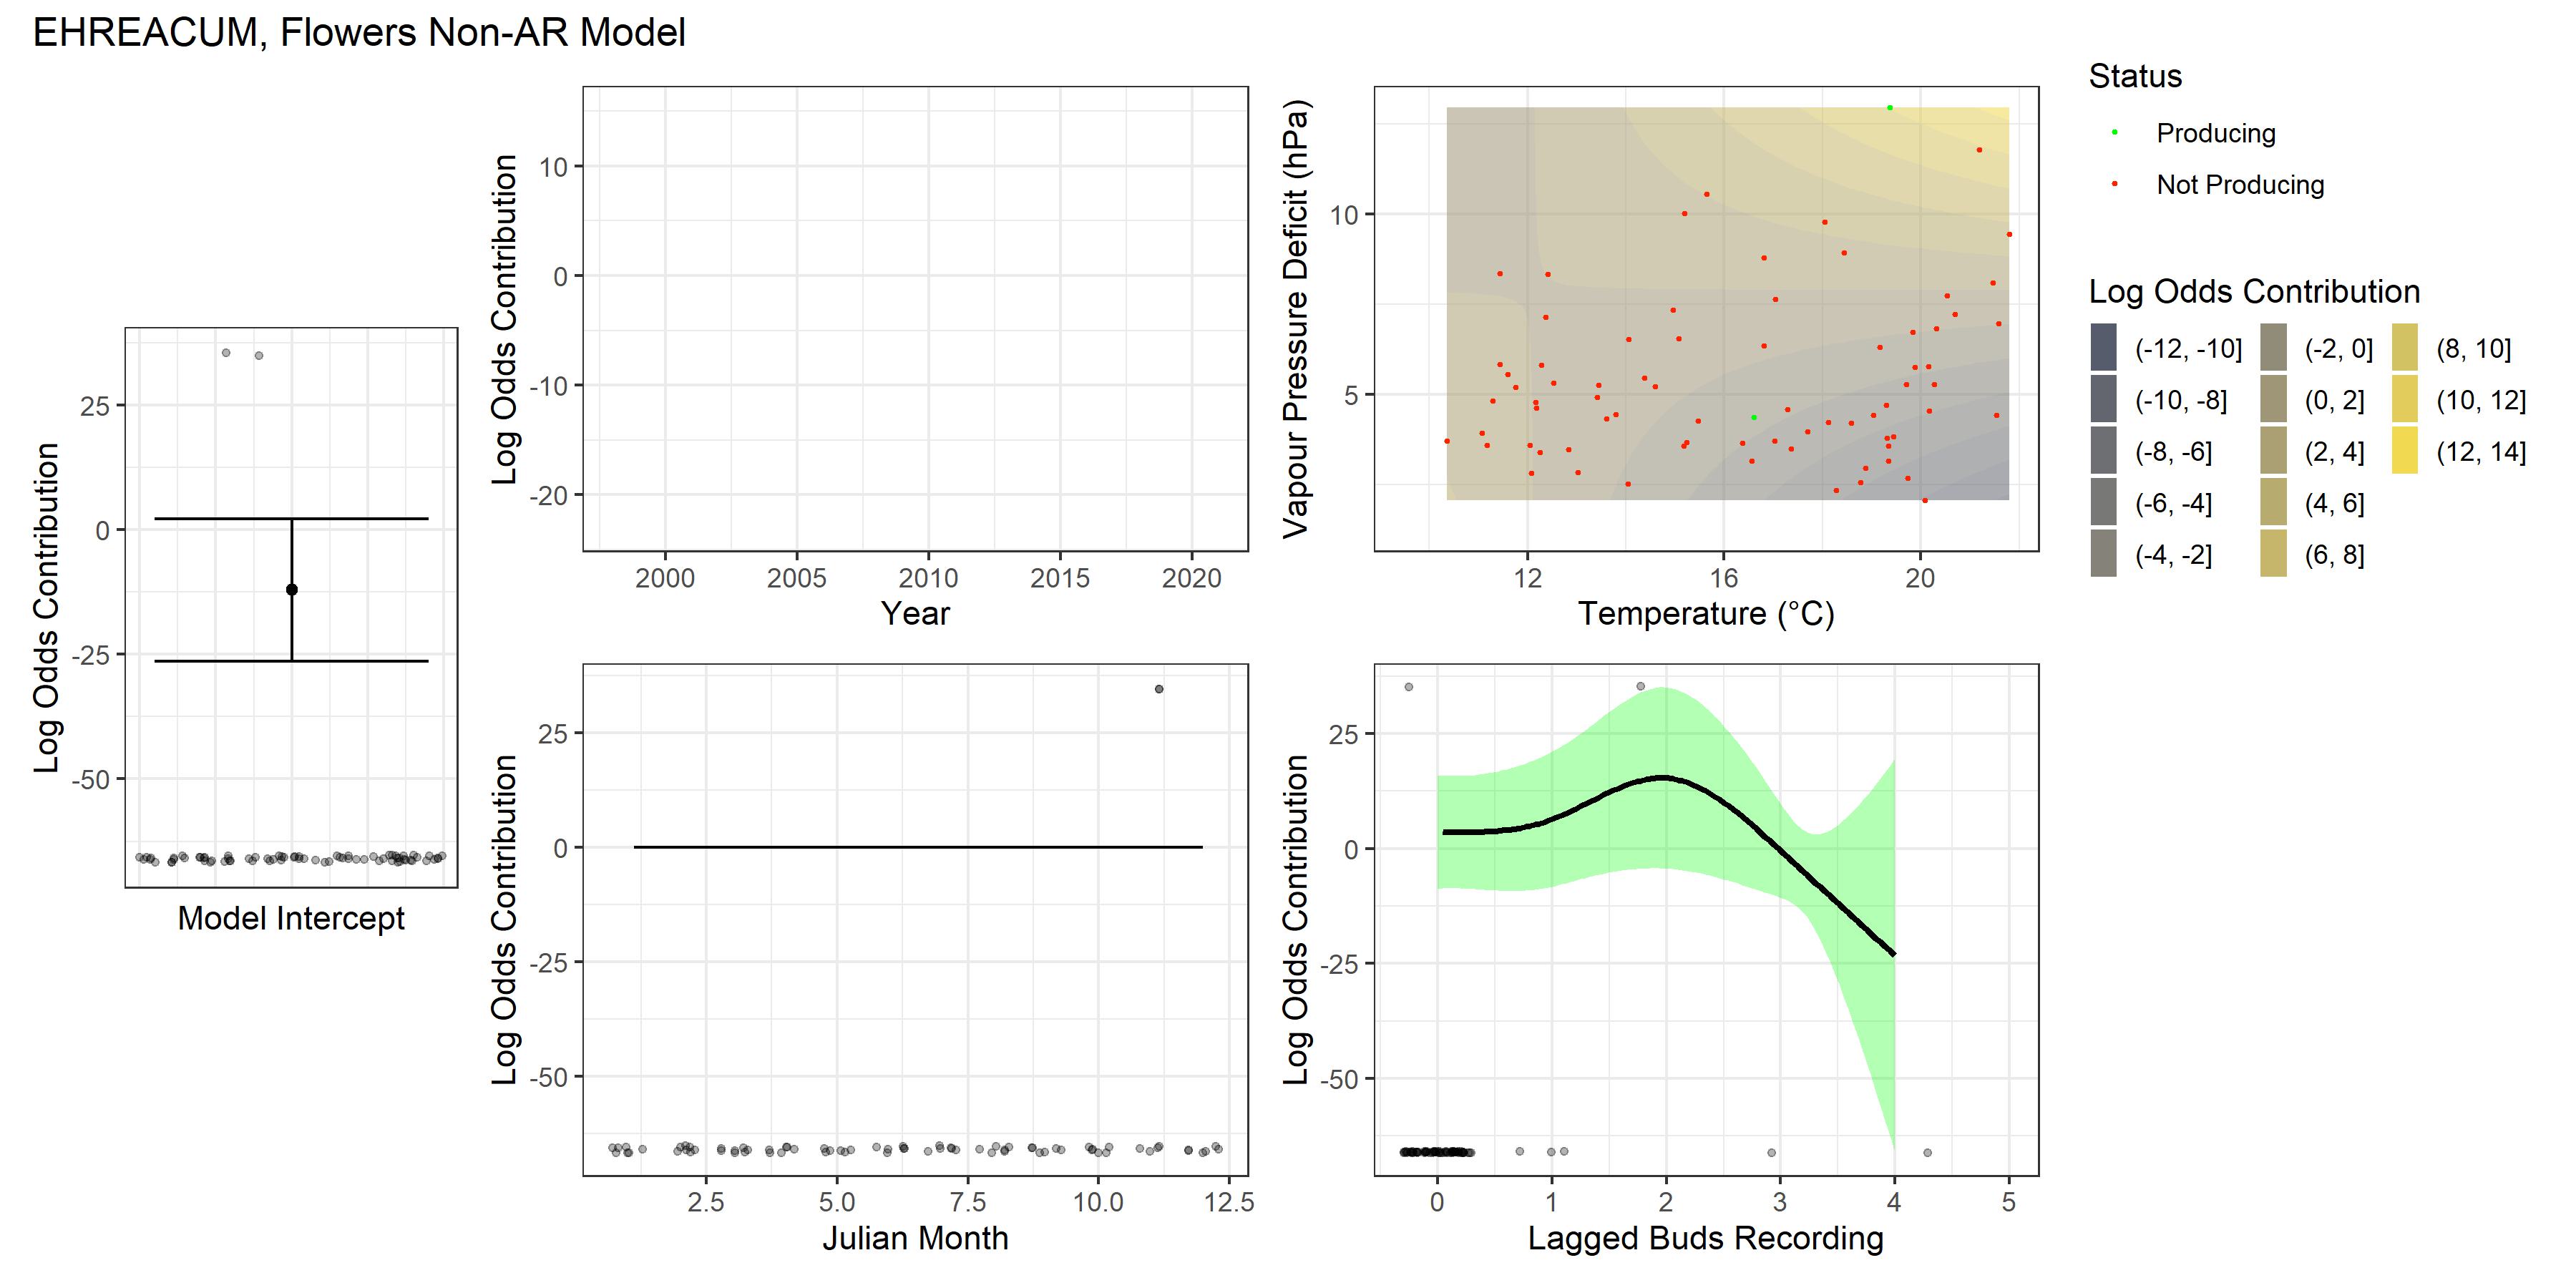 EHREACUM, Flowers Non-AR Model
Log Odds Contribution
25
0
-25
-50
Model Intercept
Log Odds Contribution
10
0
-10
-20
2000 2005 2010 2015 2020
Year
Vapour Pressure Deficit (hPa)
10
5
12 16 20
Temperature (°C)
Status
Producing
Not Producing
Log Odds Contribution
(-12, -10] (-2, 0] (8, 10]
(-10, -8] (0, 2] (10, 12]
(-8, -6] (2, 4] (12, 14]
(-6, -4] (4, 6]
(-4, -2] (6, 8]
Log Odds Contribution
25
0
-25
-50
2.5 5.0 7.5 10.0 12.5
Julian Month
Log Odds Contribution
25
0
-25
-50
0 1 2 3 4 5
Lagged Buds Recording